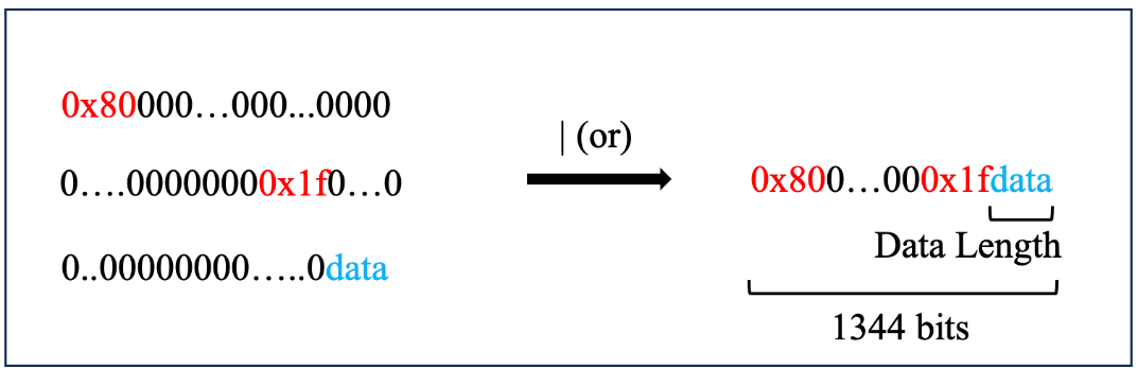 0x80000…000...0000
| (or)
0….00000000x1f0…0
0x800…000x1fdata
Data Length
0..00000000…..0data
1344 bits